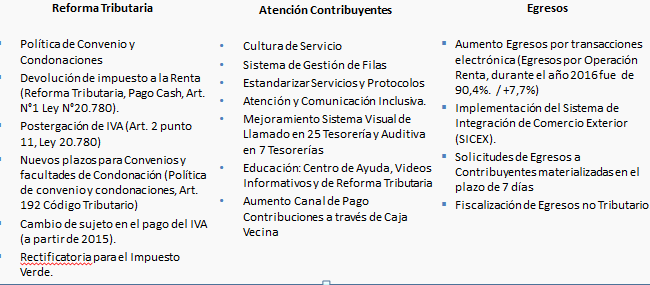 Reforma Tributaria
Política de Convenio y
Condonaciones
Devolución de impuesto a la Renta
(Reforma Tributaria, Pago Cash, Art.
N°1 Ley N°20.780).
Postergación de IVA (Art. 2 punto
11, Ley 20.780)
Nuevos plazos para Convenios y
facultades de Condonación (Política
de convenio y condonaciones, Art.
192 Código Tributario)
Cambio de sujeto en el pago del IVA
(a partir de 2015).
Rectificatoria para el Impuesto
Verde.
Atención Contribuyentes
Cultura de Servicio
Sistema de Gestión de Filas
Estandarizar Servicios y Protocolos
Atención y Comunicación Inclusiva.
Mejoramiento Sistema Visual de
Llamado en 25 Tesorería y Auditiva
en 7 Tesorerías
Educación: Centro de Ayuda, Videos
Informativos y de Reforma Tributaria
Aumento Canal de Pago
Contribuciones a través de Caja
Vecina
Egresos
Aumento Egresos por transacciones
electrónica (Egresos por Operación
Renta, durante el año 2016 fue de
90,4%. / +7,7%)
Implementación del Sistema de
Integración de Comercio Exterior
(SICEX).
Solicitudes de Egresos a
Contribuyentes materializadas en el
plazo de 7 días
Fiscalización de Egresos no Tributario